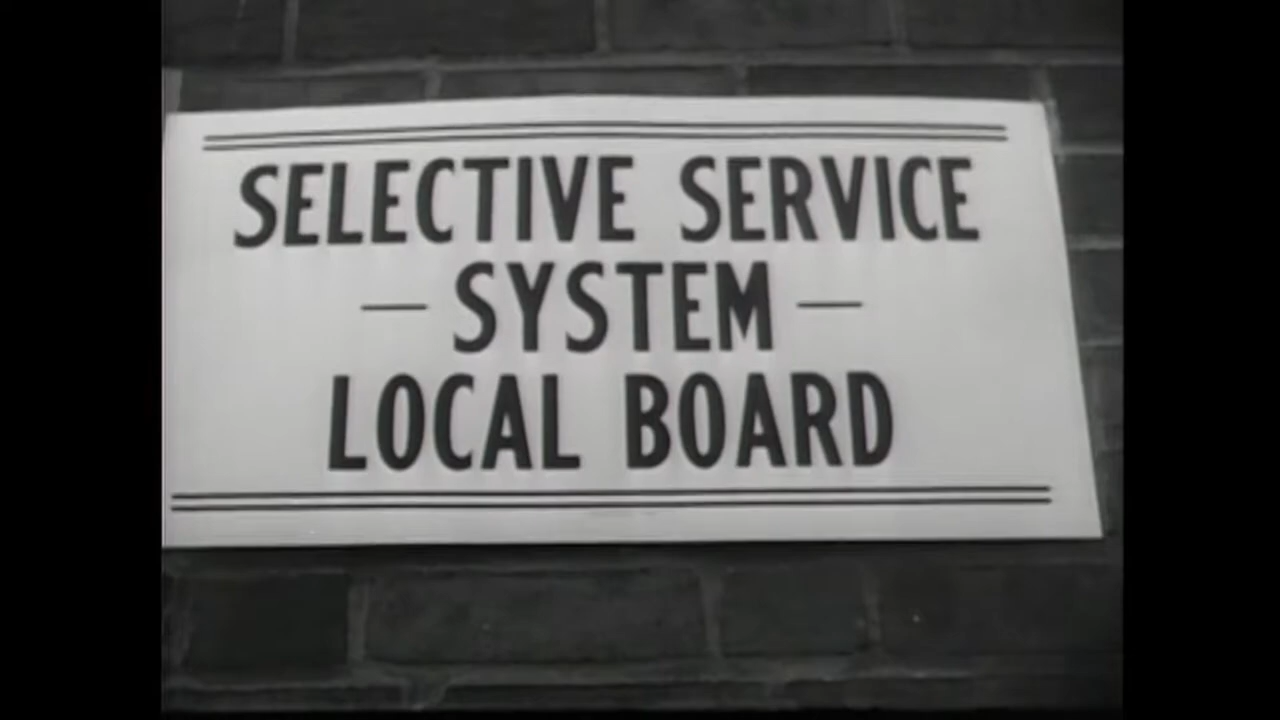 SELECTIVE SERVICE
— SYSTEM —
LOCAL BOARD